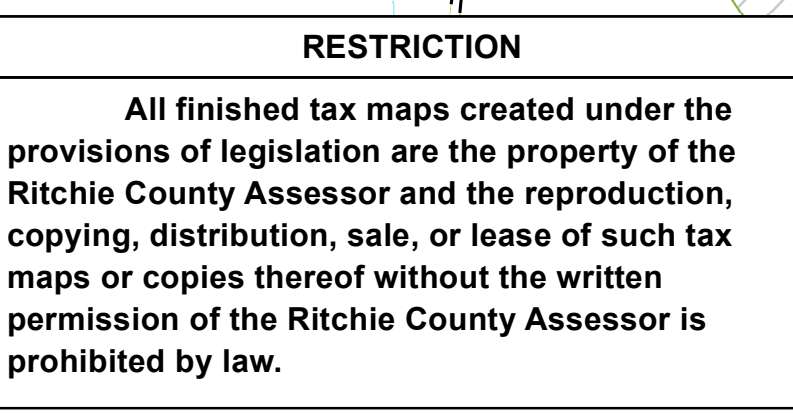 RESTRICTION
All finished tax maps created under the
provisions of legislation are the property of the
Ritchie County Assessor and the reproduction,
copying, distribution, sale, or lease of such tax
maps or copies thereof without the written
permission of the Ritchie County Assessor is
prohibited by law.